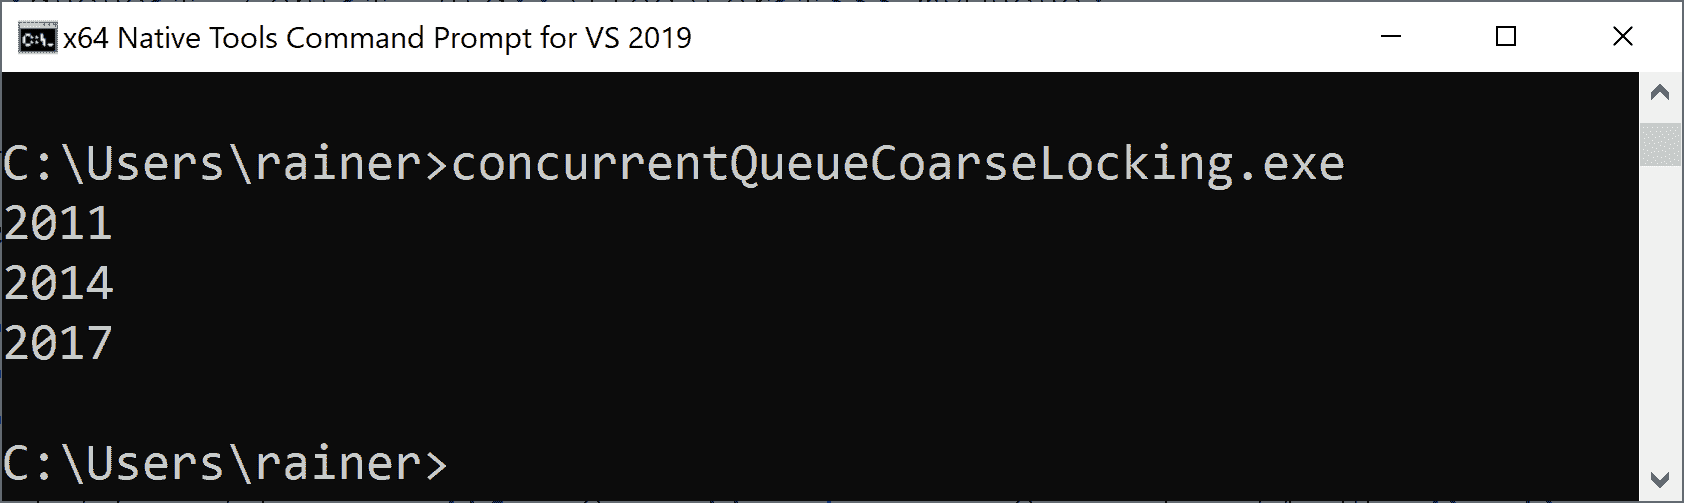 x64 Native Tools Command Prompt for VS 2019
C:\Users\rainer>concurrentQueueCoarseLocking.exe
2011
2014
2017
C:\Users\rainer>